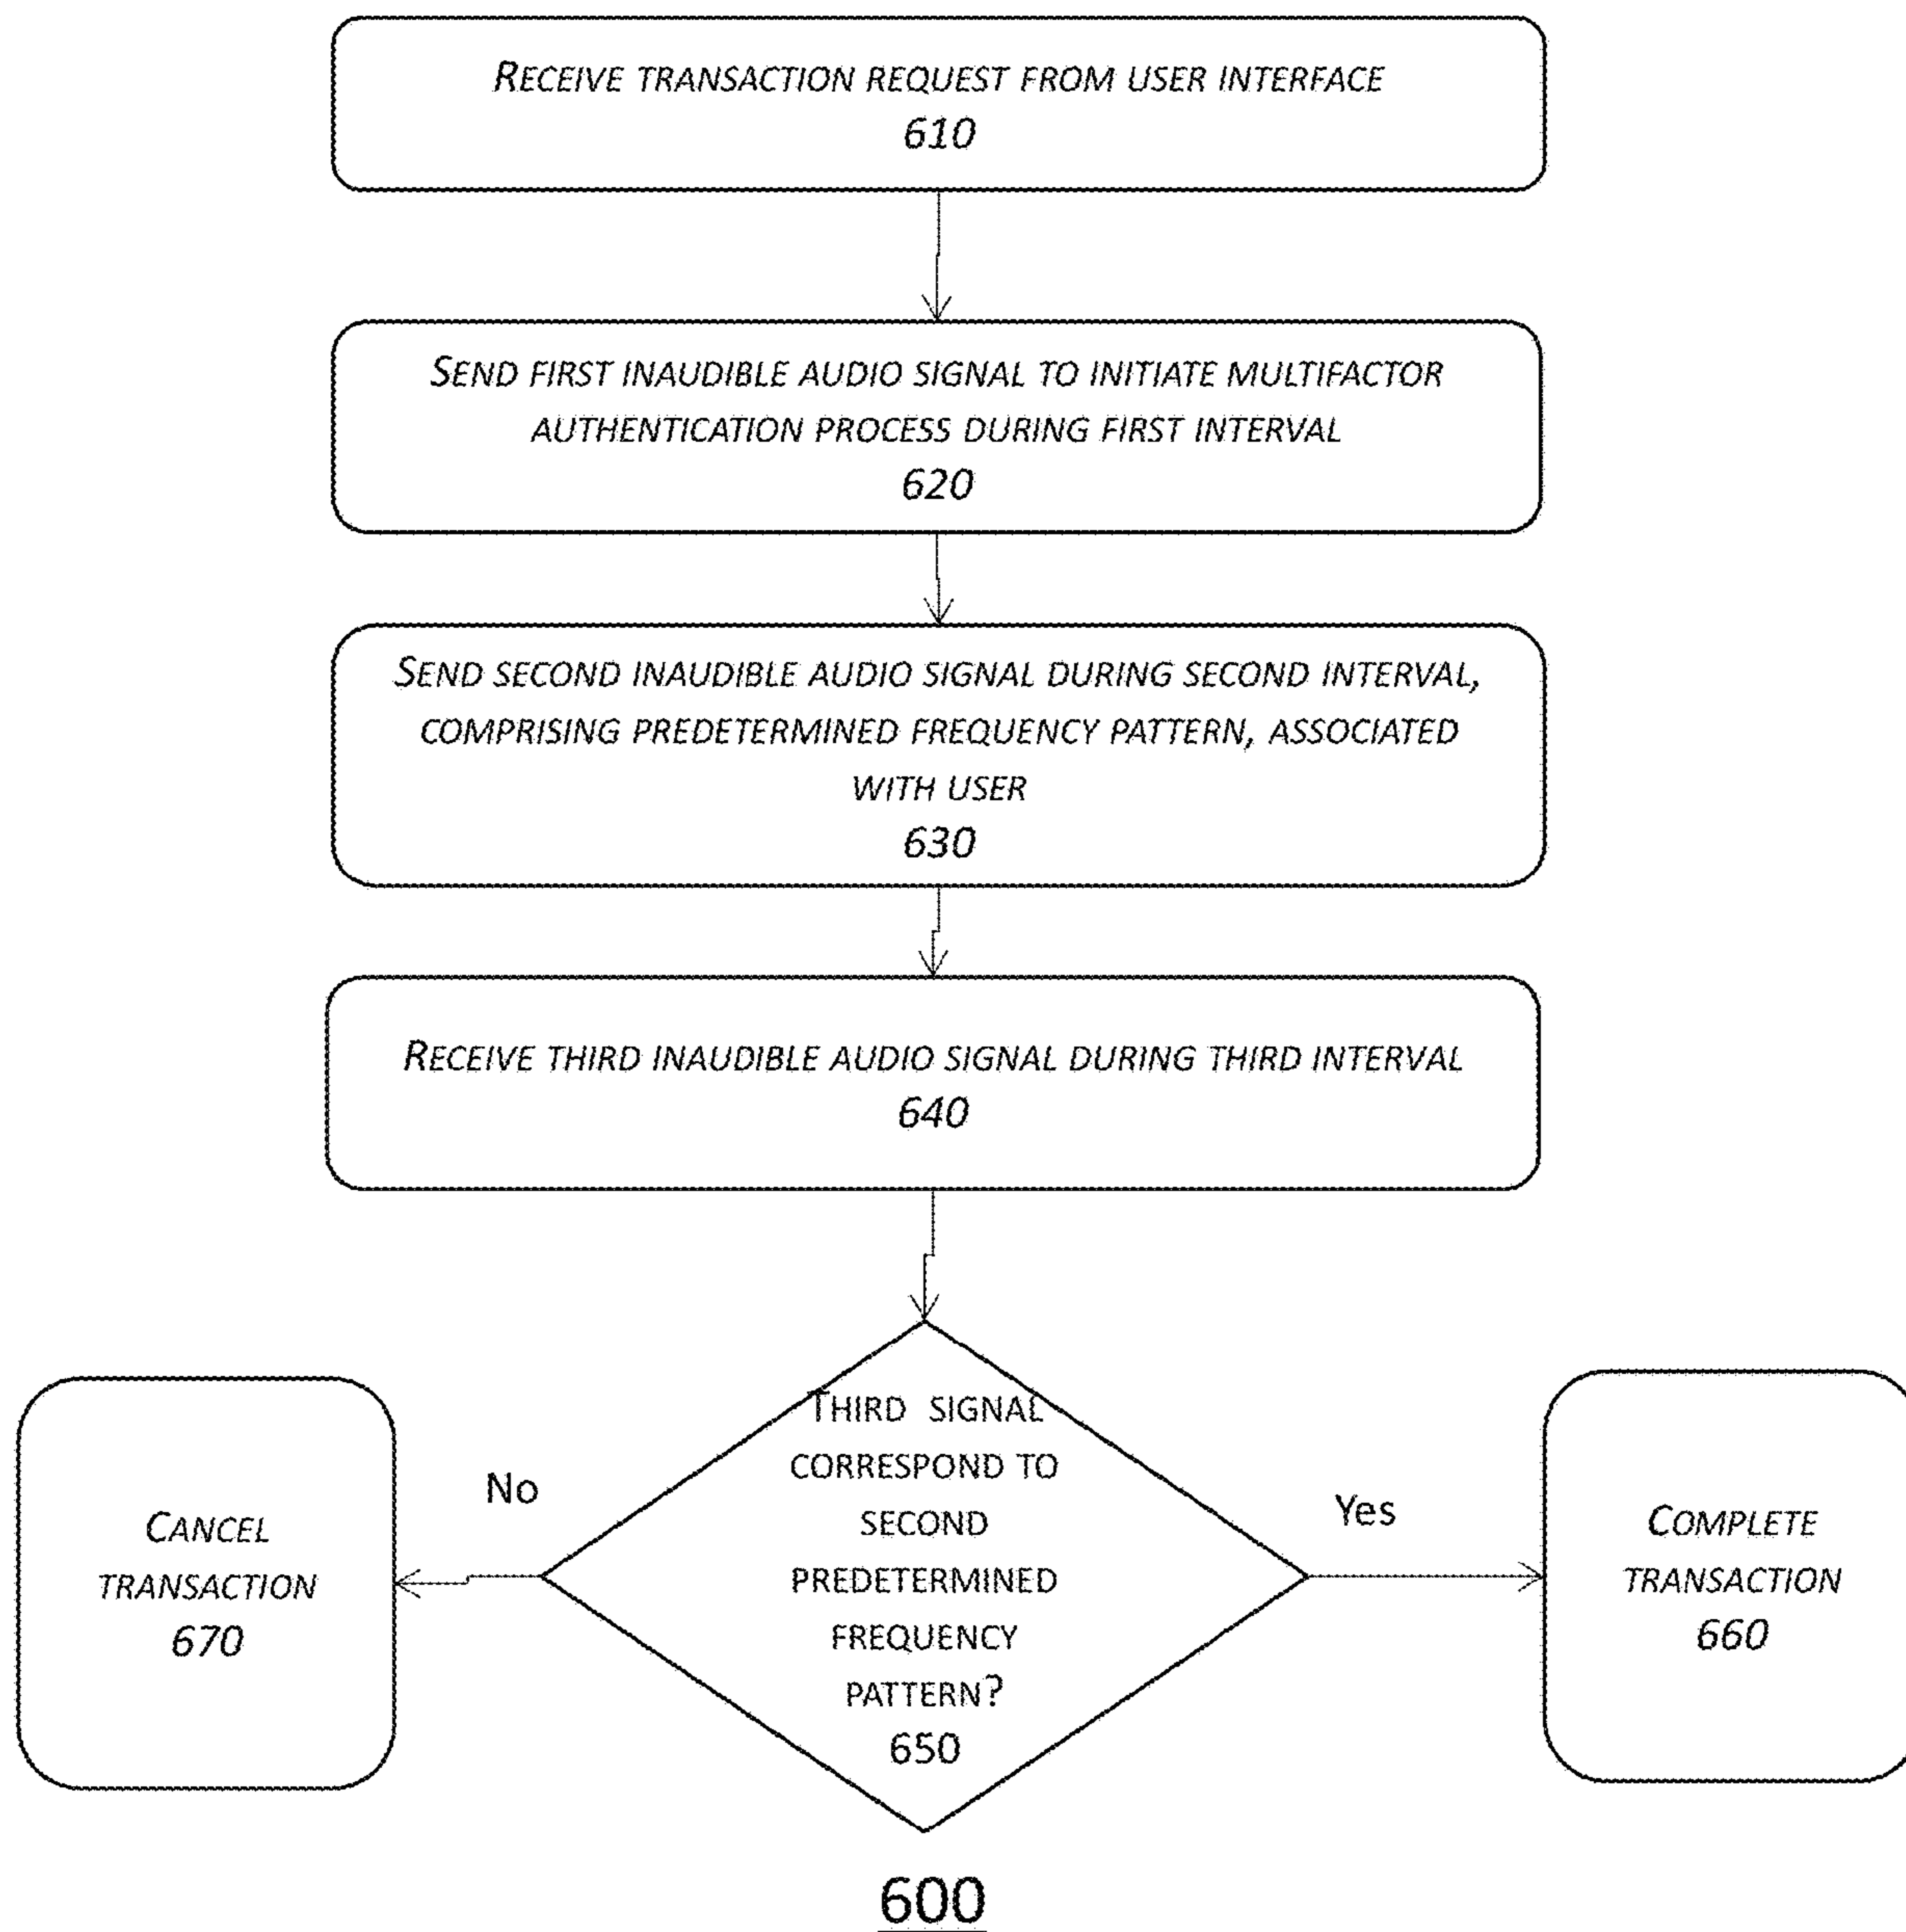 RECEIVE TRANSACTION REQUEST FROM USER INTERFACE
610
SEND FIRST INAUDIBLE AUDIO SIGNAL TO INITIATE MULTIFACTOR
AUTHENTICATION PROCESS DURING FIRST INTERVAL
620
SEND SECOND INAUDIBLE AUDIO SIGNAL DURING SECOND INTERVAL,
COMPRISING PREDETERMINED FREQUENCY PATTERN, ASSOCIATED
WITH USER
630
RECEIVE THIRD INAUDIBLE AUDIO SIGNAL DURING THIRD INTERVAL
640
THIRD SIGNAL
CORRESPOND TO
SECOND
PREDETERMINED
FREQUENCY
PATTERN?
650
No
CANCEL
TRANSACTION
670
Yes
COMPLETE
TRANSACTION
660
600